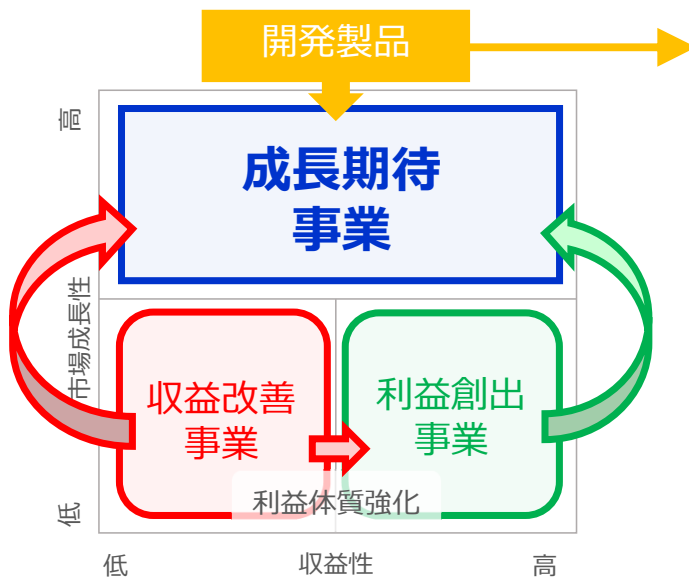 開発製品
高
成長期待
事業
市場成長性
収益改善
事業
利益創出
事業
利益体質強化
低
低
収益性
高